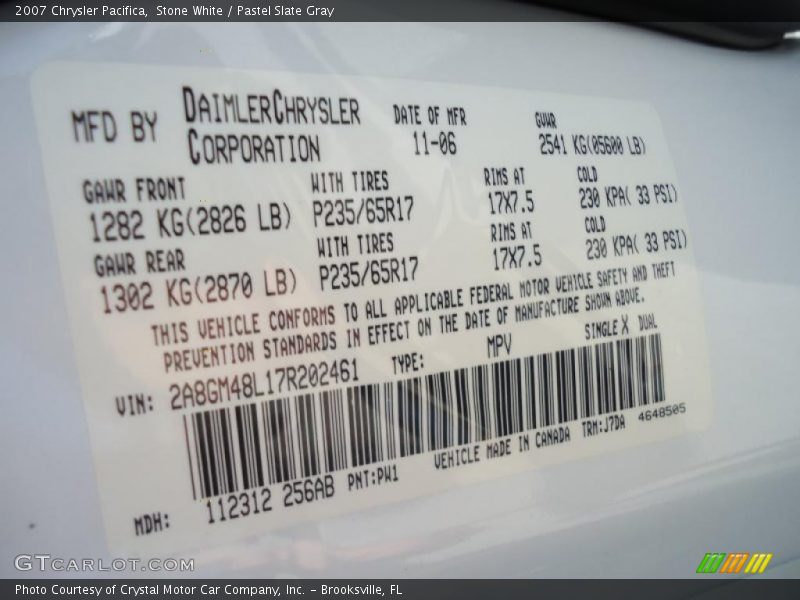 2007 Chrysler Pacifica,  Stone White / Pastel Slate Gray
MFD BY DAIMLERCHRYSLER CORPORATION
DATE OF MFR 11-06
GVWR 2541 KG(05600 LB)
GAWR FRONT WITH TIRES RIMS AT COLD
1282 KG(2826 LB) P235/65R17 17X7.5 230 KPA( 33 PSI)
GAWR REAR WITH TIRES RIMS AT COLD
1302 KG(2870 LB) P235/65R17 17X7.5 230 KPA( 33 PSI)
THIS VEHICLE CONFORMS TO ALL APPLICABLE FEDERAL MOTOR VEHICLE SAFETY AND THEFT
PREVENTION STANDARDS IN EFFECT ON THE DATE OF MANUFACTURE SHOWN ABOVE.
VIN: 2A8GM48L17R202461 TYPE: MPV SINGLE X DUAL
MDH: 112312 256AB PNT:PW1 VEHICLE MADE IN CANADA TRM:J7DA 4648505
GTCARLOT.COM
Photo Courtesy of Crystal Motor Car Company, Inc. - Brooksville, FL